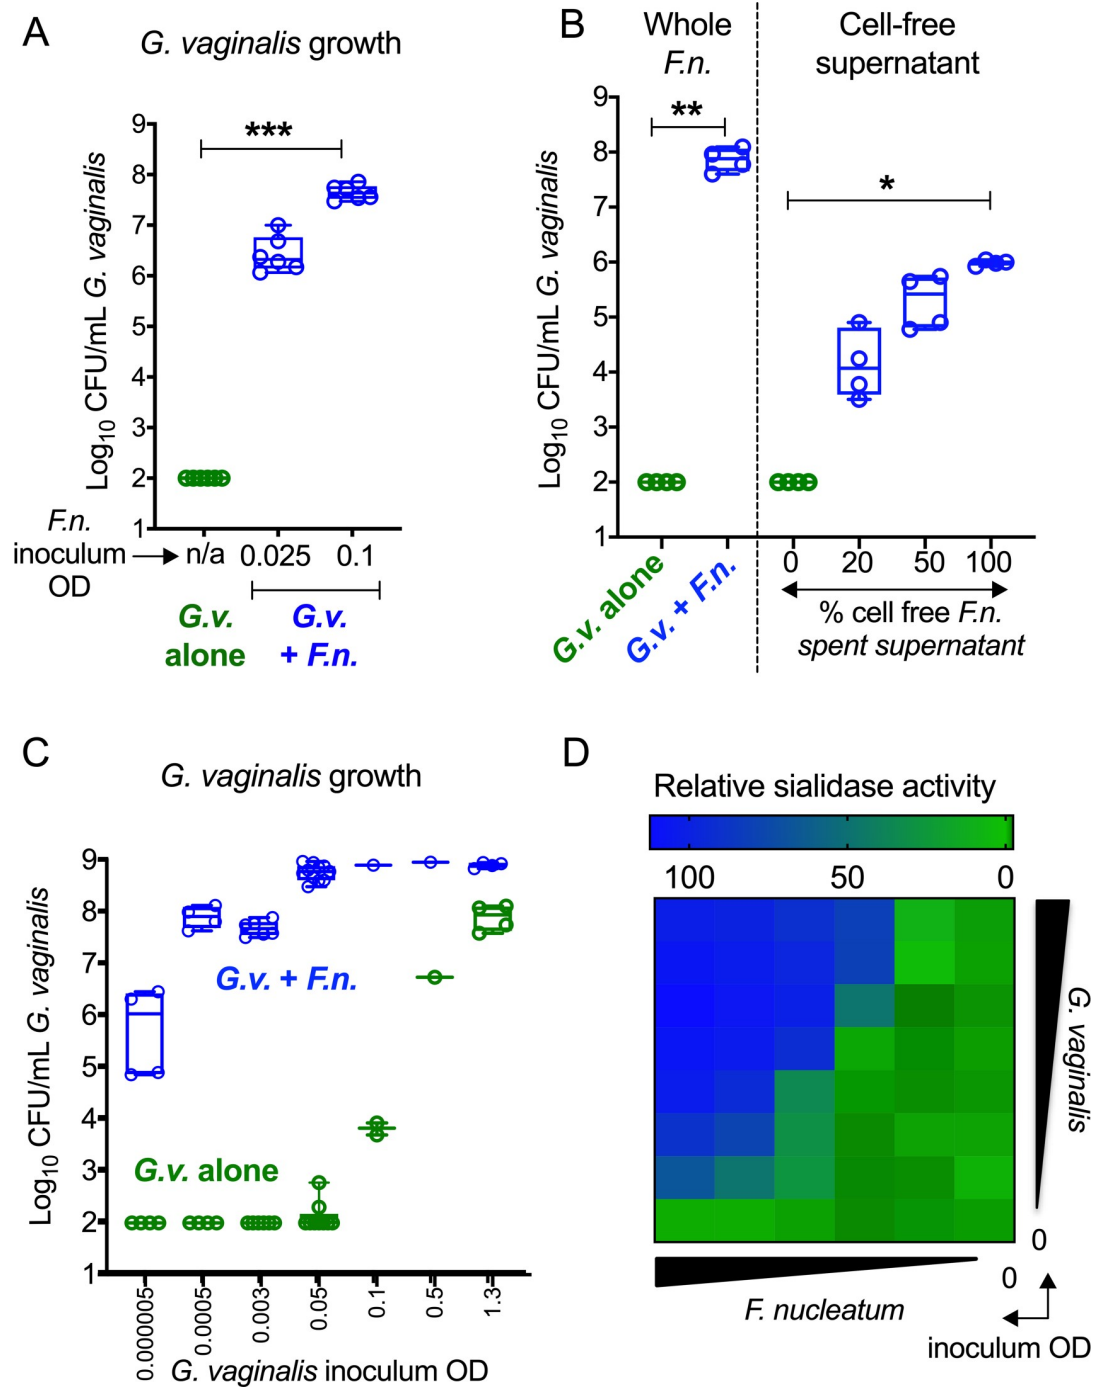 A
G. vaginalis growth
Log10 CFU/mL G. vaginalis
9
8
7
6
5
4
3
2
1
***
F.n.
inoculum
OD
n/a 0.025 0.1
G.v.
alone
G.v.
+ F.n.
B
Whole
F.n.
Cell-free
supernatant
Log10 CFU/mL G. vaginalis
9
8
7
6
5
4
3
2
1
**
*
G.v. alone
G.v. + F.n.
0 20 50 100
% cell free F.n.
spent supernatant
C
G. vaginalis growth
Log10 CFU/mL G. vaginalis
9
8
7
6
5
4
3
2
1
G.v. + F.n.
G.v. alone
0.0000005
0.0005
0.003
0.05
0.1
0.5
1.3
G. vaginalis inoculum OD
D
Relative sialidase activity
100 50 0
G. vaginalis
0
0
F. nucleatum
inoculum OD